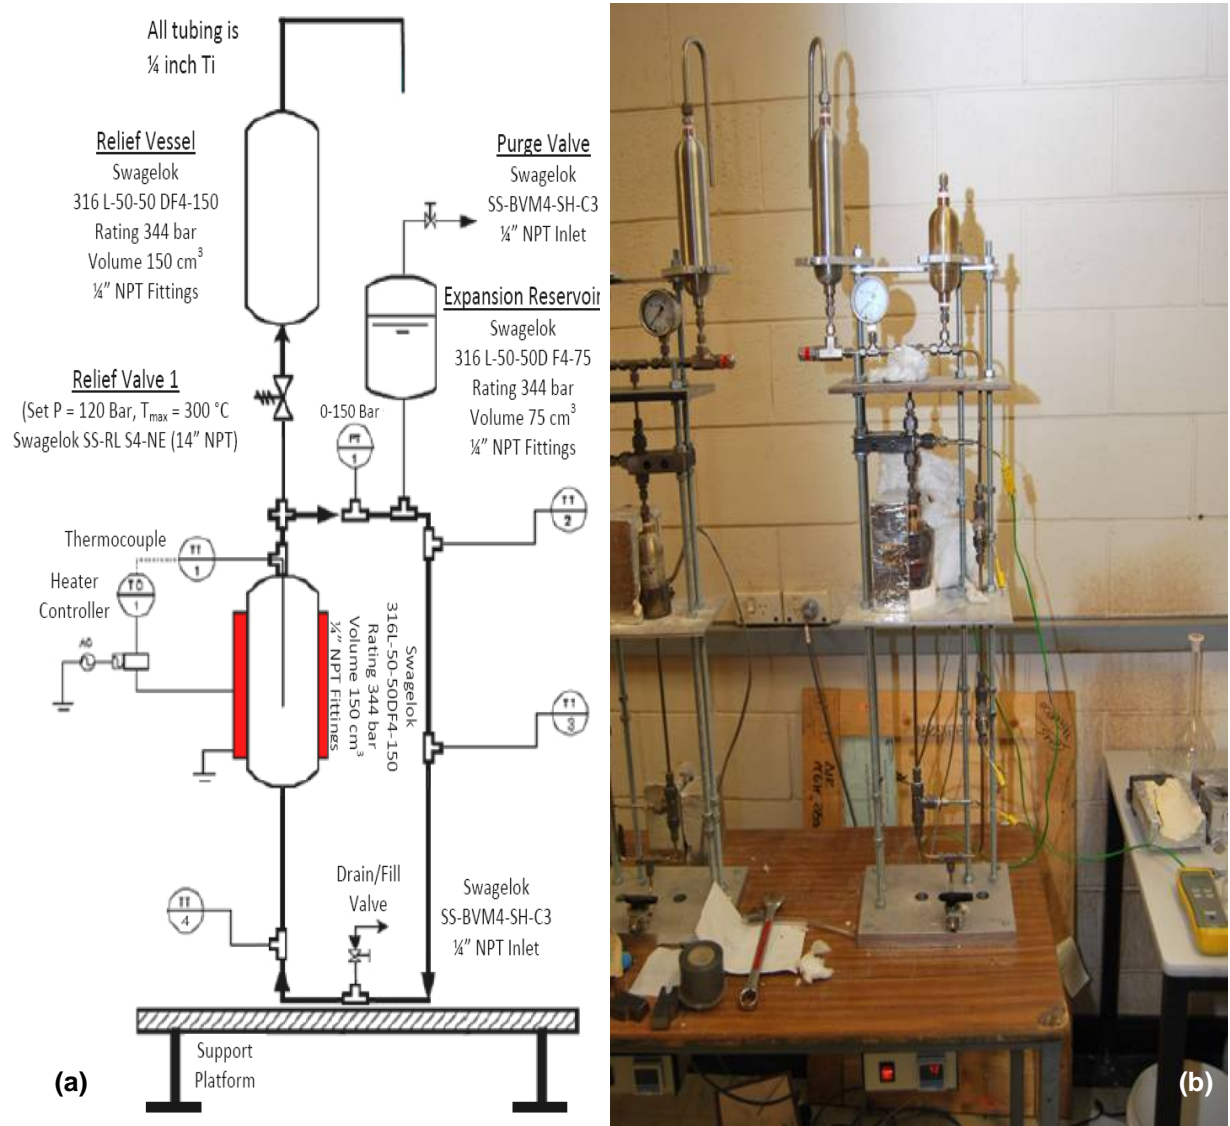 All tubing is
¼ inch Ti
Relief Vessel
Swagelok
316 L-50-50 DF4-150
Rating 344 bar
Volume 150 cm³
¼” NPT Fittings
Purge Valve
Swagelok
SS-BVM4-SH-C3
¼” NPT Inlet
Expansion Reservoir
Swagelok
316 L-50-50D F4-75
Rating 344 bar
Volume 75 cm³
¼” NPT Fittings
Relief Valve 1
(Set P = 120 Bar, Tmax = 300 °C
Swagelok SS-RL S4-NE (14” NPT)
0-150 Bar
PT
1
TT
2
Thermocouple
TT
1
Heater
Controller
TC
1
AC
Swagelok
316L-50-50DF4-150
Rating 344 bar
Volume 150 cm³
¼” NPT Fittings
TT
3
Drain/Fill
Valve
Swagelok
SS-BVM4-SH-C3
¼” NPT Inlet
TT
4
Support
Platform
(a)
(b)